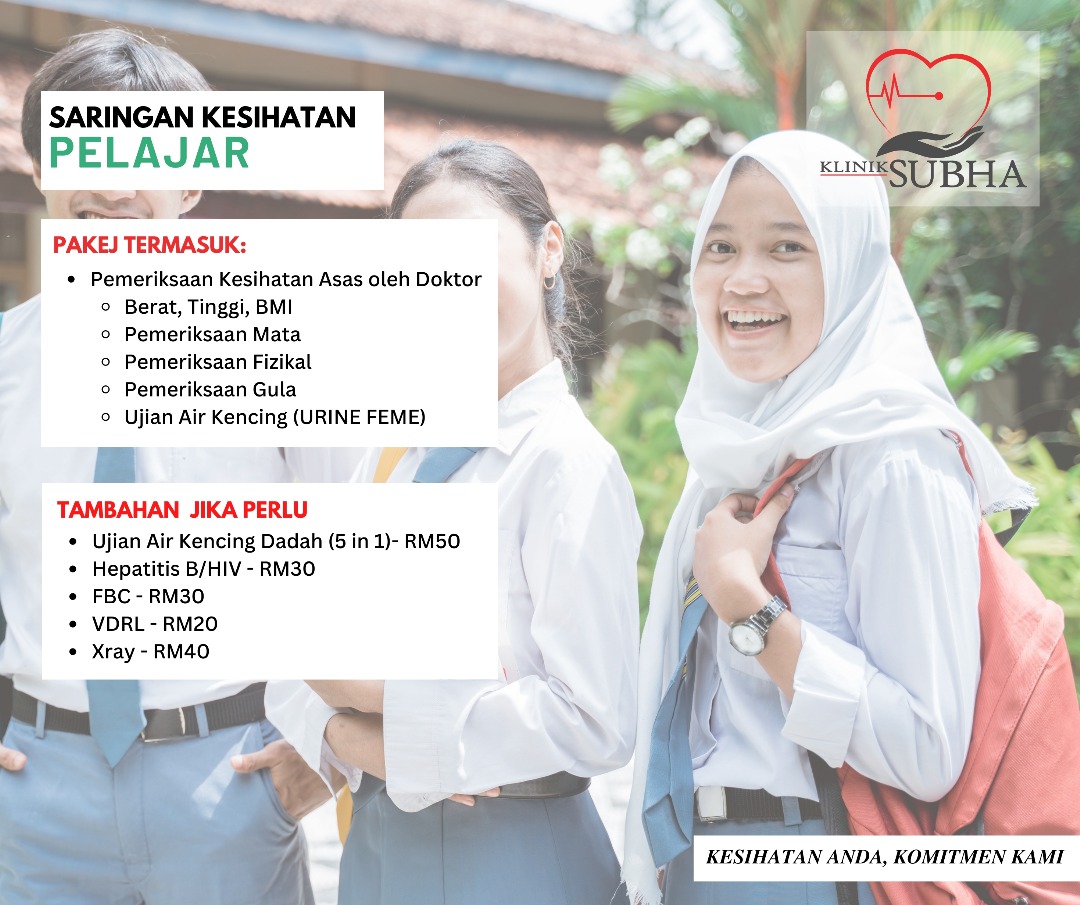 SARINGAN KESIHATAN
PELAJAR
KLINIK SUBHA
PAKEJ TERMASUK:
• Pemeriksaan Kesihatan Asas oleh Doktor
◦ Berat, Tinggi, BMI
◦ Pemeriksaan Mata
◦ Pemeriksaan Fizikal
◦ Pemeriksaan Gula
◦ Ujian Air Kencing (URINE FEME)
TAMBAHAN JIKA PERLU
• Ujian Air Kencing Dadah (5 in 1)- RM50
• Hepatitis B/HIV - RM30
• FBC - RM30
• VDRL - RM20
• Xray - RM40
KESIHATAN ANDA, KOMITMEN KAMI